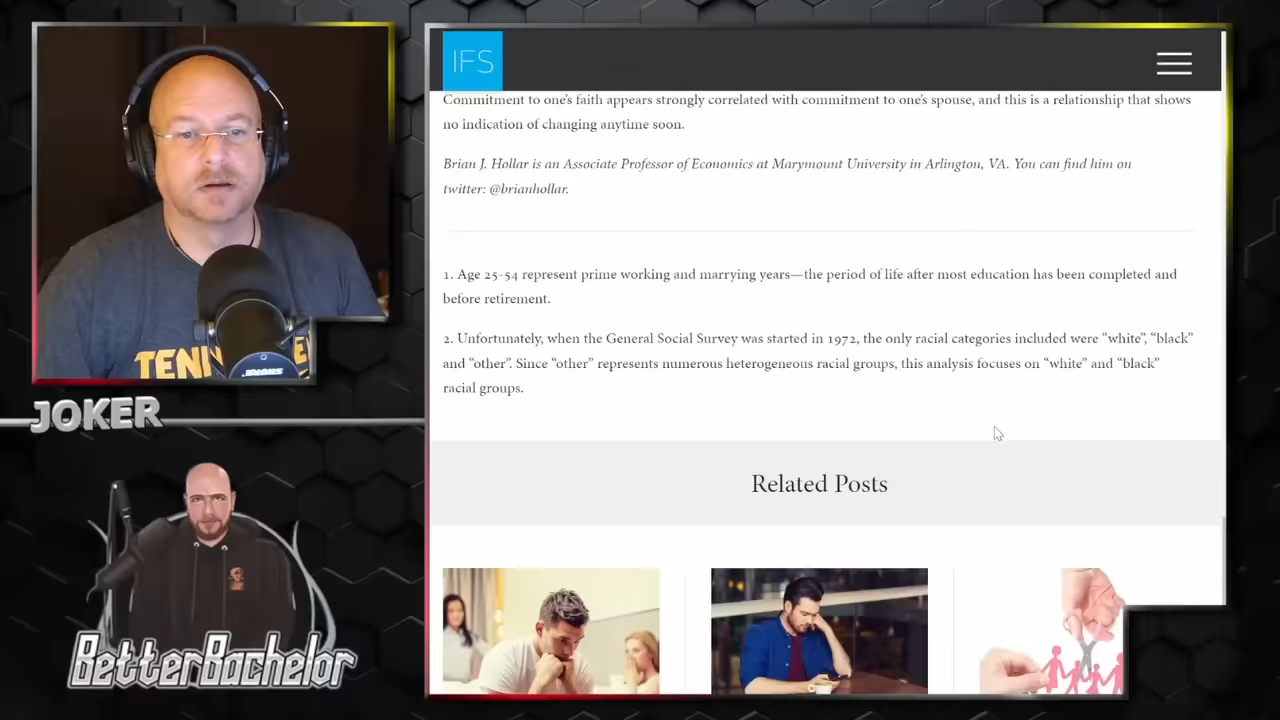 IFS
Commitment to one's faith appears strongly correlated with commitment to one's spouse, and this is a relationship that shows
no indication of changing anytime soon.
Brian J. Hollar is an Associate Professor of Economics at Marymount University in Arlington, VA. You can find him on
twitter: @brianhollar.
1. Age 25-54 represent prime working and marrying years—the period of life after most education has been completed and
before retirement.
2. Unfortunately, when the General Social Survey was started in 1972, the only racial categories included were “white”, “black”
and “other”. Since “other” represents numerous heterogeneous racial groups, this analysis focuses on “white” and “black”
racial groups.
Related Posts
TENN
JOKER
BetterBachelor